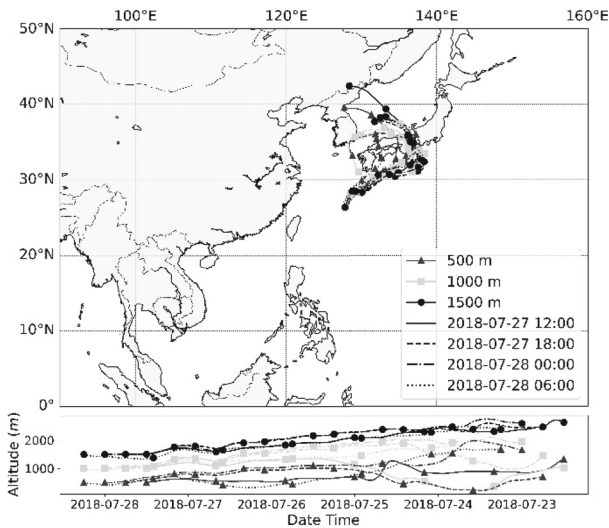 100°E 120°E 140°E 160°E
50°N
40°N
30°N
20°N
10°N
0°
500 m
1000 m
1500 m
2018-07-27 12:00
2018-07-27 18:00
2018-07-28 00:00
2018-07-28 06:00
Altitude (m)
2000
1000
2018-07-28 2018-07-27 2018-07-26 2018-07-25 2018-07-24 2018-07-23
Date Time